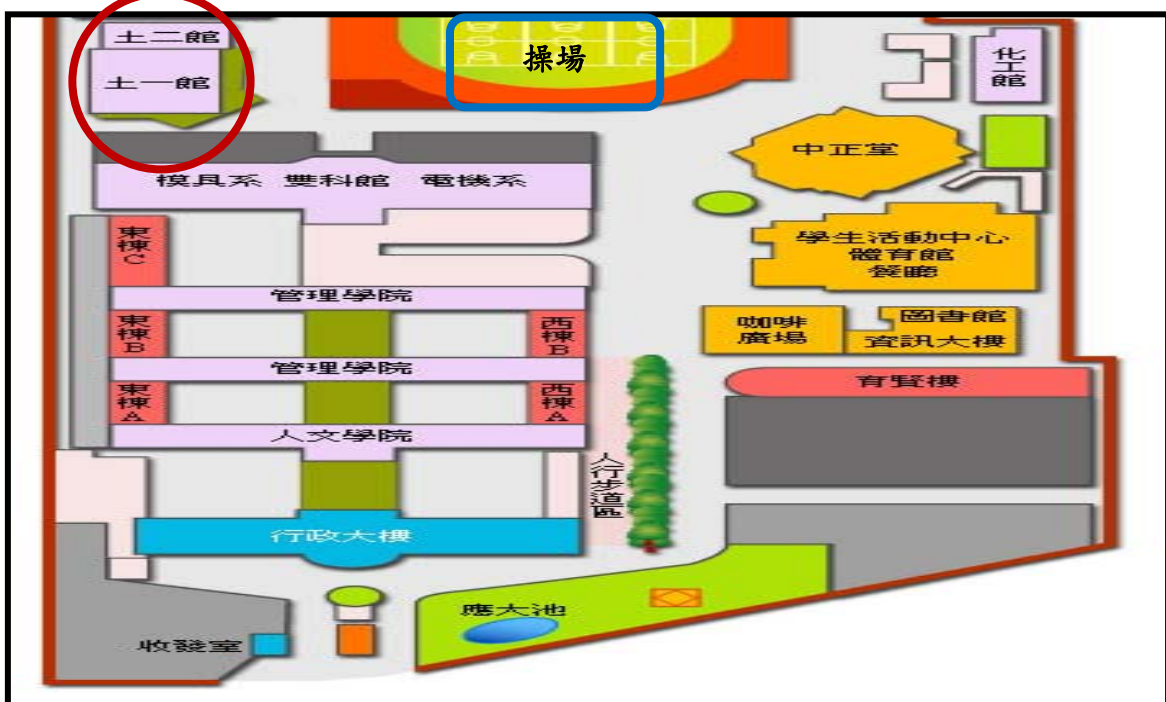 土二館
土一館
操場
化工館
中正堂
模具系 雙科館 電機系
東棟C
學生活動中心
體育館
餐廳
管理學院
東棟B
西棟B
咖啡
廣場
圖書館
資訊大樓
管理學院
育賢樓
東棟A
西棟A
人文學院
人行步道區
行政大樓
應大池
收發室